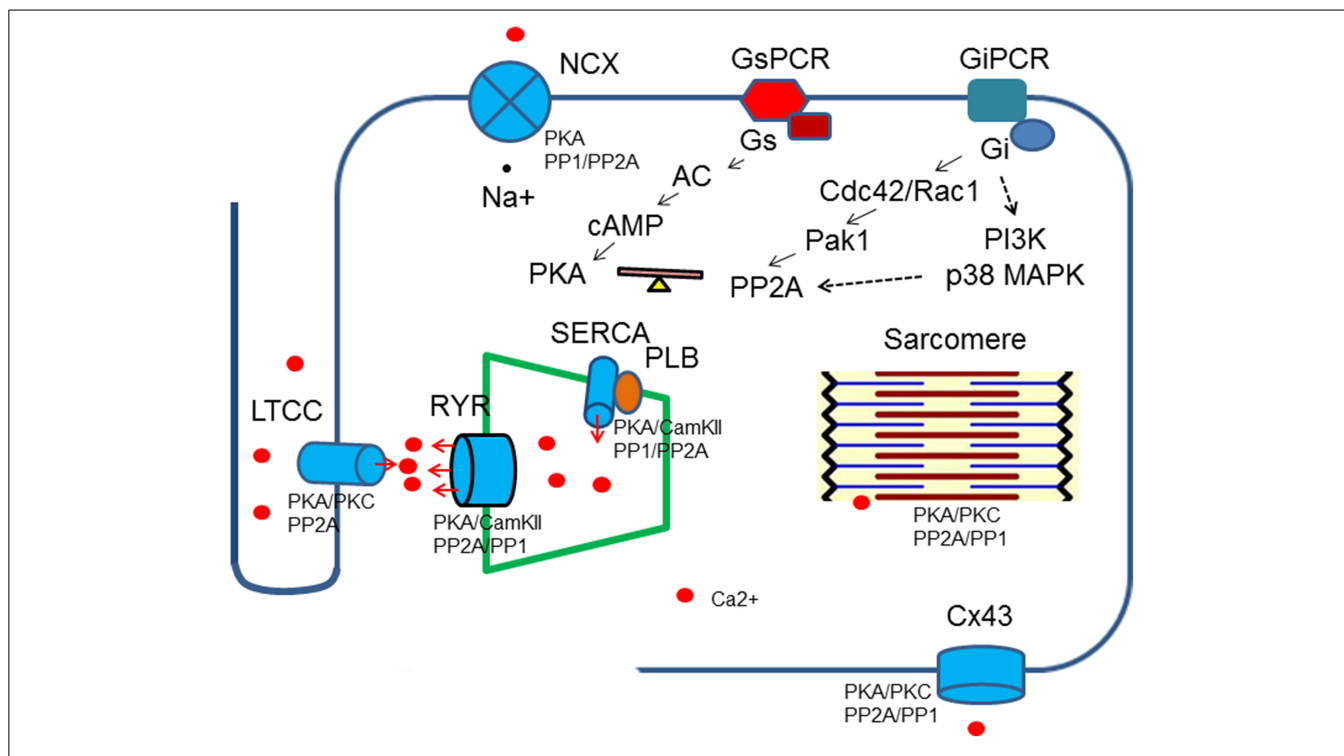 NCX
GsPCR
GiPCR
PKA
PP1/PP2A
Na+
Gs
AC
cAMP
PKA
Gi
Cdc42/Rac1
Pak1
PP2A
PI3K
p38 MAPK
SERCA
PLB
PKA/CamKII
PP1/PP2A
Sarcomere
PKA/PKC
PP2A/PP1
LTCC
PKA/PKC
PP2A
RYR
PKA/CamKII
PP2A/PP1
Ca2+
Cx43
PKA/PKC
PP2A/PP1